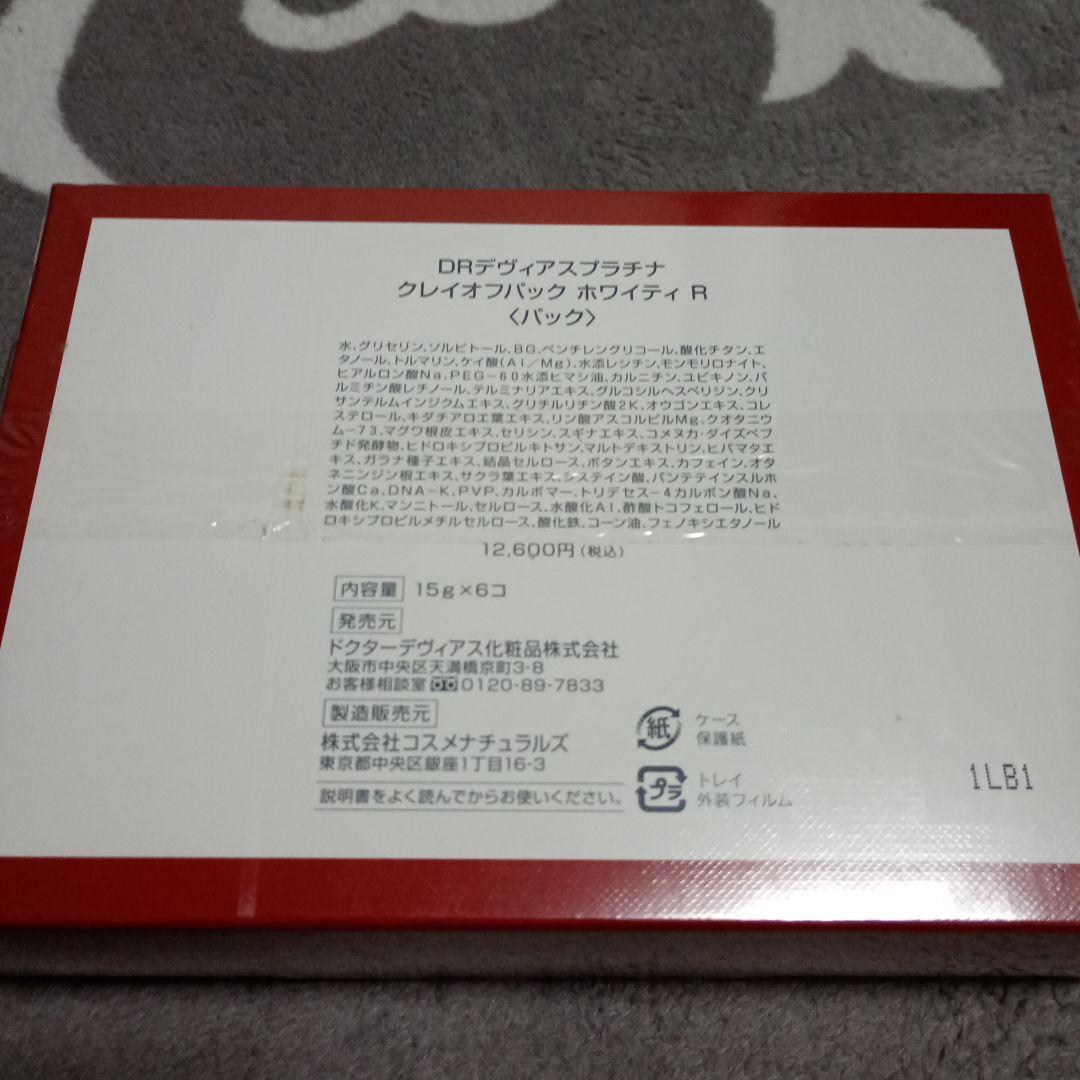 DRデヴィアスプラチナ
クレイオフパック ホワイティ R
〈パック〉
水、グリセリン、ソルビトール、BG、ペンチレングリコール、酸化チタン、エ
タノール、トルマリン、ケイ酸(Al/Mg)、水添レシチン、モンモリロナイト、
ヒアルロン酸Na、PEG-60水添ヒマシ油、カルニチン、ユビキノン、パ
ルミチン酸レチノール、テルミナリアエキス、グルコシルヘスペリジン、クリ
サンテルムインジクムエキス、グリチルリチン酸2K、オウゴンエキス、コレ
ステロール、キダチアロエ葉エキス、リン酸アスコルビルMg、クオタニウ
ム-73、マグワ根皮エキス、セリシン、スギナエキス、コメヌカ・ダイズペプ
チド発酵物、ヒドロキシプロピルキトサン、マルトデキストリン、ヒバマタエ
キス、ガラナ種子エキス、結晶セルロース、ボタンエキス、カフェイン、オタ
ネニンジン根エキス、サクラ葉エキス、システイン酸、パンテテインスルホ
ン酸Ca、DNA-K、PVP、カルボマー、トリデセス-4カルボン酸Na、
水酸化K、マンニトール、セルロース、水酸化Al、酢酸トコフェロール、ヒド
ロキシプロピルメチルセルロース、酸化鉄、コーン油、フェノキシエタノール
12,600円(税込)
内容量 15g×6コ
発売元
ドクターデヴィアス化粧品株式会社
大阪市中央区天満橋京町3-8
お客様相談室 0120-89-7833
製造販売元
株式会社コスメナチュラルズ
東京都中央区銀座1丁目16-3
説明書をよく読んでからお使いください。
紙 ケース
保護紙
プラ トレイ
外装フィルム
1LB1